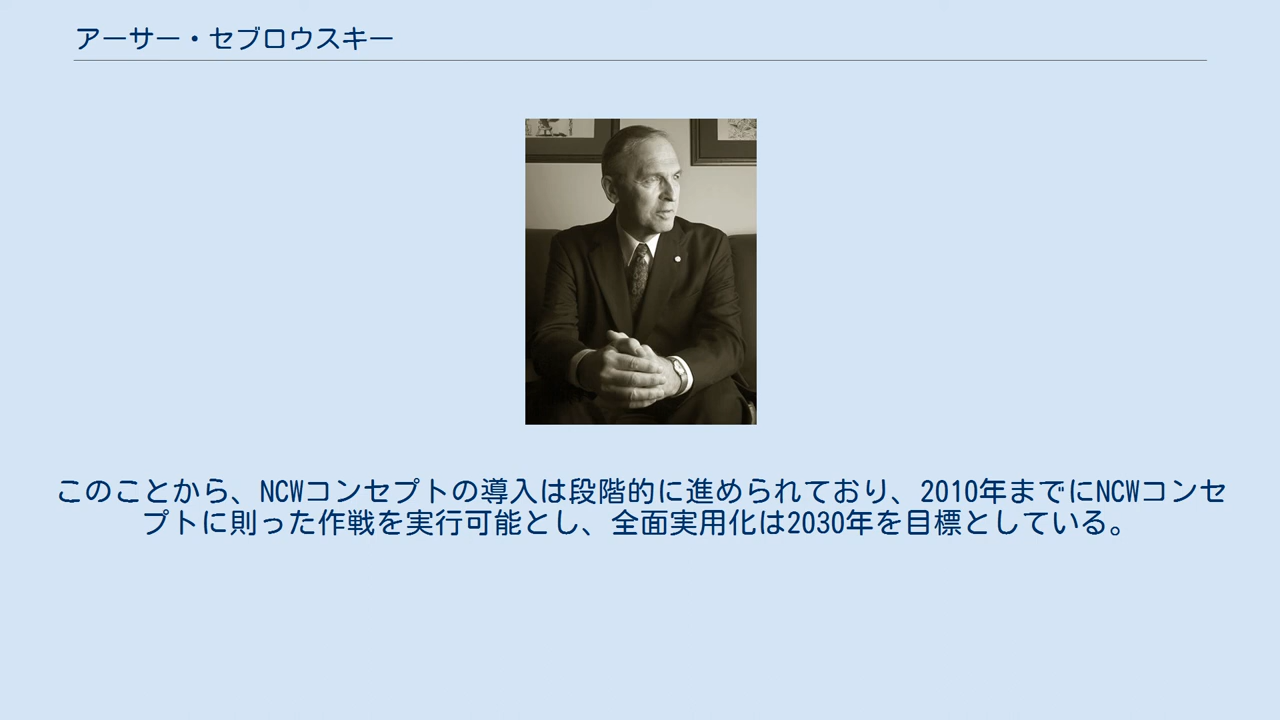 アーサー・セブロウスキー
このことから、NCWコンセプトの導入は段階的に進められており、2010年までにNCWコンセ
プトに則った作戦を実行可能とし、全面実用化は2030年を目標としている。